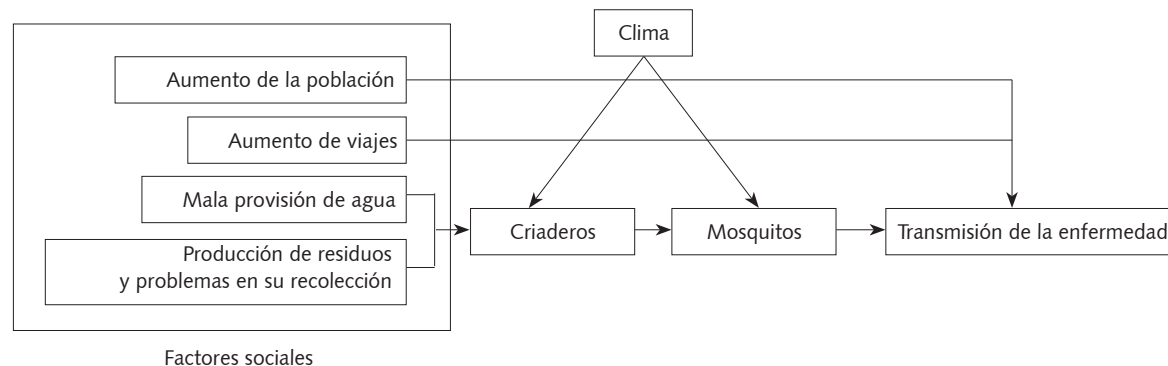 Clima
Aumento de la población
Aumento de viajes
Mala provisión de agua
Producción de residuos
y problemas en su recolección
Criaderos
Mosquitos
Transmisión de la enfermedad
Factores sociales